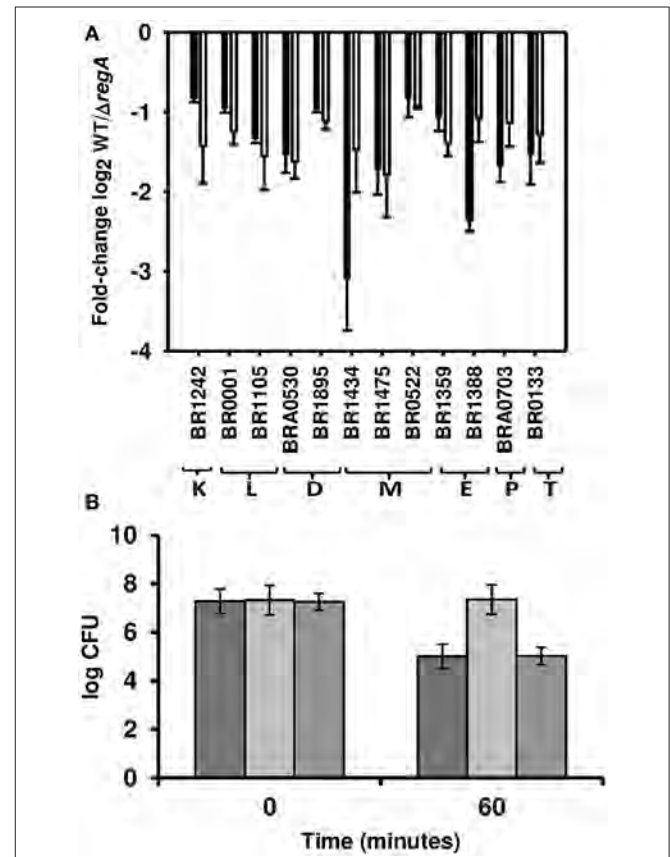 A
Fold-change log2 WT/ΔregA
0
-1
-2
-3
-4
BR1242
BR0001
BR1105
BRA0530
BR1895
BR1434
BR1475
BR0522
BR1359
BR1388
BRA0703
BR0133
K L D M E P T
B
log CFU
10
8
6
4
2
0
0 60
Time (minutes)